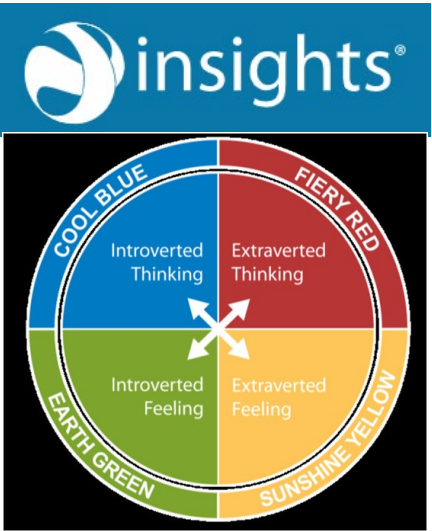 insights®
COOL BLUE
FIERY RED
Introverted
Thinking
Extraverted
Thinking
Introverted
Feeling
Extraverted
Feeling
EARTH GREEN
SUNSHINE YELLOW